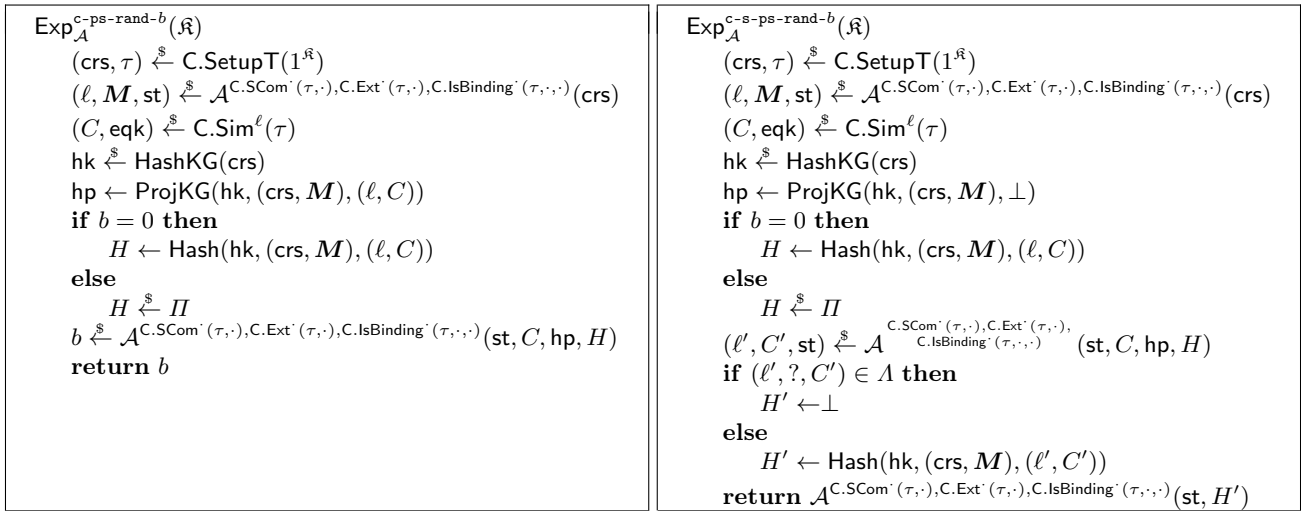 Exp_𝒜^{c-ps-rand-b}(𝔎)
(crs, τ) ←$ C.SetupT(1^𝔎)
(ℓ, M, st) ←$ 𝒜^{C.SCom˙(τ,·),C.Ext˙(τ,·),C.IsBinding˙(τ,·,·)}(crs)
(C, eqk) ←$ C.Sim^ℓ(τ)
hk ←$ HashKG(crs)
hp ← ProjKG(hk, (crs, M), (ℓ, C))
if b = 0 then
H ← Hash(hk, (crs, M), (ℓ, C))
else
H ←$ Π
b ←$ 𝒜^{C.SCom˙(τ,·),C.Ext˙(τ,·),C.IsBinding˙(τ,·,·)}(st, C, hp, H)
return b
Exp_𝒜^{c-s-ps-rand-b}(𝔎)
(crs, τ) ←$ C.SetupT(1^𝔎)
(ℓ, M, st) ←$ 𝒜^{C.SCom˙(τ,·),C.Ext˙(τ,·),C.IsBinding˙(τ,·,·)}(crs)
(C, eqk) ←$ C.Sim^ℓ(τ)
hk ←$ HashKG(crs)
hp ← ProjKG(hk, (crs, M), ⊥)
if b = 0 then
H ← Hash(hk, (crs, M), (ℓ, C))
else
H ←$ Π
(ℓ′, C′, st) ←$ 𝒜^{C.SCom˙(τ,·),C.Ext˙(τ,·), C.IsBinding˙(τ,·,·)}(st, C, hp, H)
if (ℓ′, ?, C′) ∈ Λ then
H′ ←⊥
else
H′ ← Hash(hk, (crs, M), (ℓ′, C′))
return 𝒜^{C.SCom˙(τ,·),C.Ext˙(τ,·),C.IsBinding˙(τ,·,·)}(st, H′)